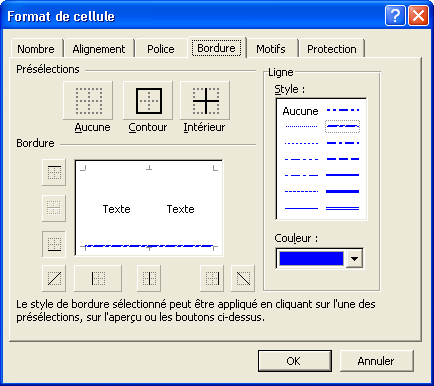 Format de cellule
Nombre Alignement Police Bordure Motifs Protection
Présélections
Ligne
Style :
Aucune
Aucune Contour Intérieur
Bordure
Texte Texte
Couleur :
Le style de bordure sélectionné peut être appliqué en cliquant sur l'une des
présélections, sur l'aperçu ou les boutons ci-dessus.
OK Annuler